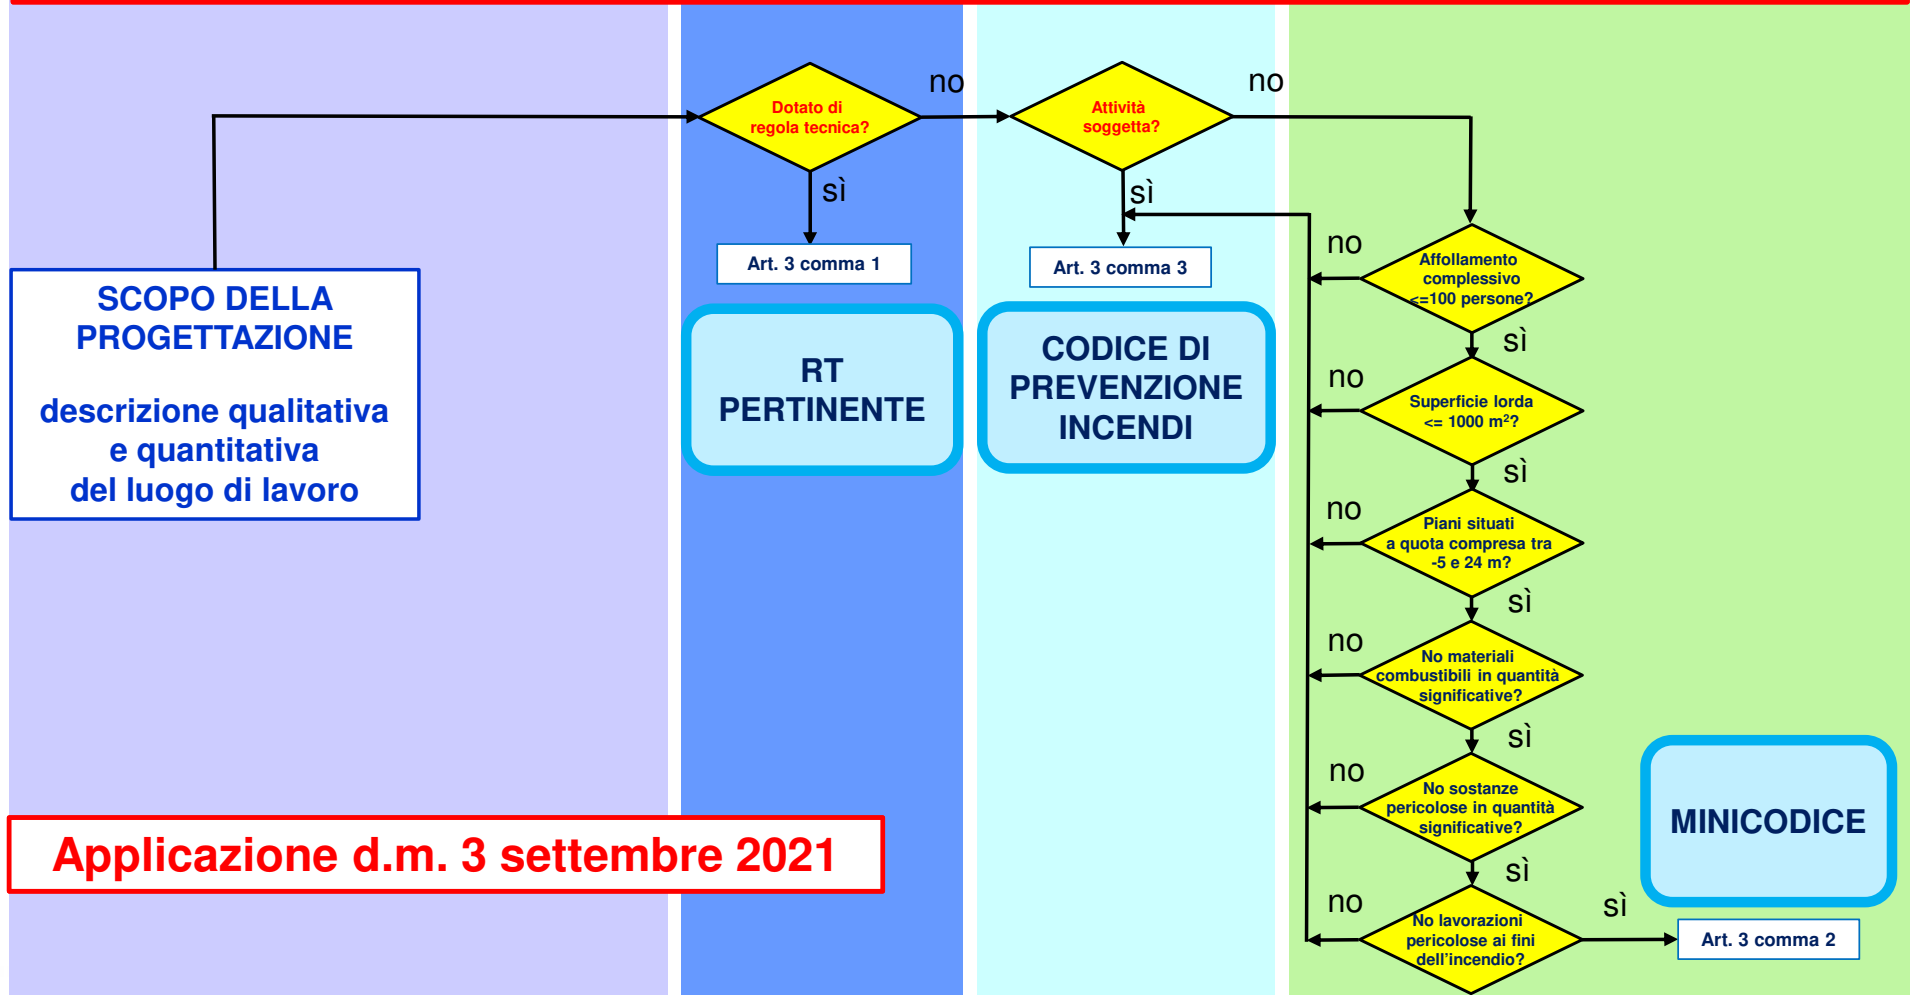 SCOPO DELLA
PROGETTAZIONE
descrizione qualitativa
e quantitativa
del luogo di lavoro
Applicazione d.m. 3 settembre 2021
Dotato di
regola tecnica?
no
sì
Art. 3 comma 1
RT
PERTINENTE
Attività
soggetta?
no
sì
Art. 3 comma 3
CODICE DI
PREVENZIONE
INCENDI
Affollamento
complessivo
<=100 persone?
no
sì
Superficie lorda
<= 1000 m²?
no
sì
Piani situati
a quota compresa tra
-5 e 24 m?
no
sì
No materiali
combustibili in quantità
significative?
no
sì
No sostanze
pericolose in quantità
significative?
no
sì
No lavorazioni
pericolose ai fini
dell'incendio?
no
sì
MINICODICE
Art. 3 comma 2